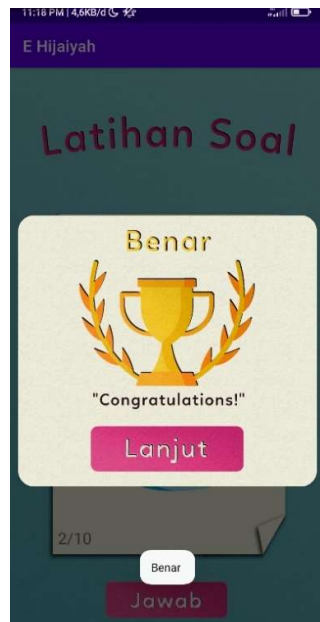 11:18 PM | 4,6KB/d
E Hijaiyah
Latihan Soal
Benar
"Congratulations!"
Lanjut
2/10
Benar
Jawab